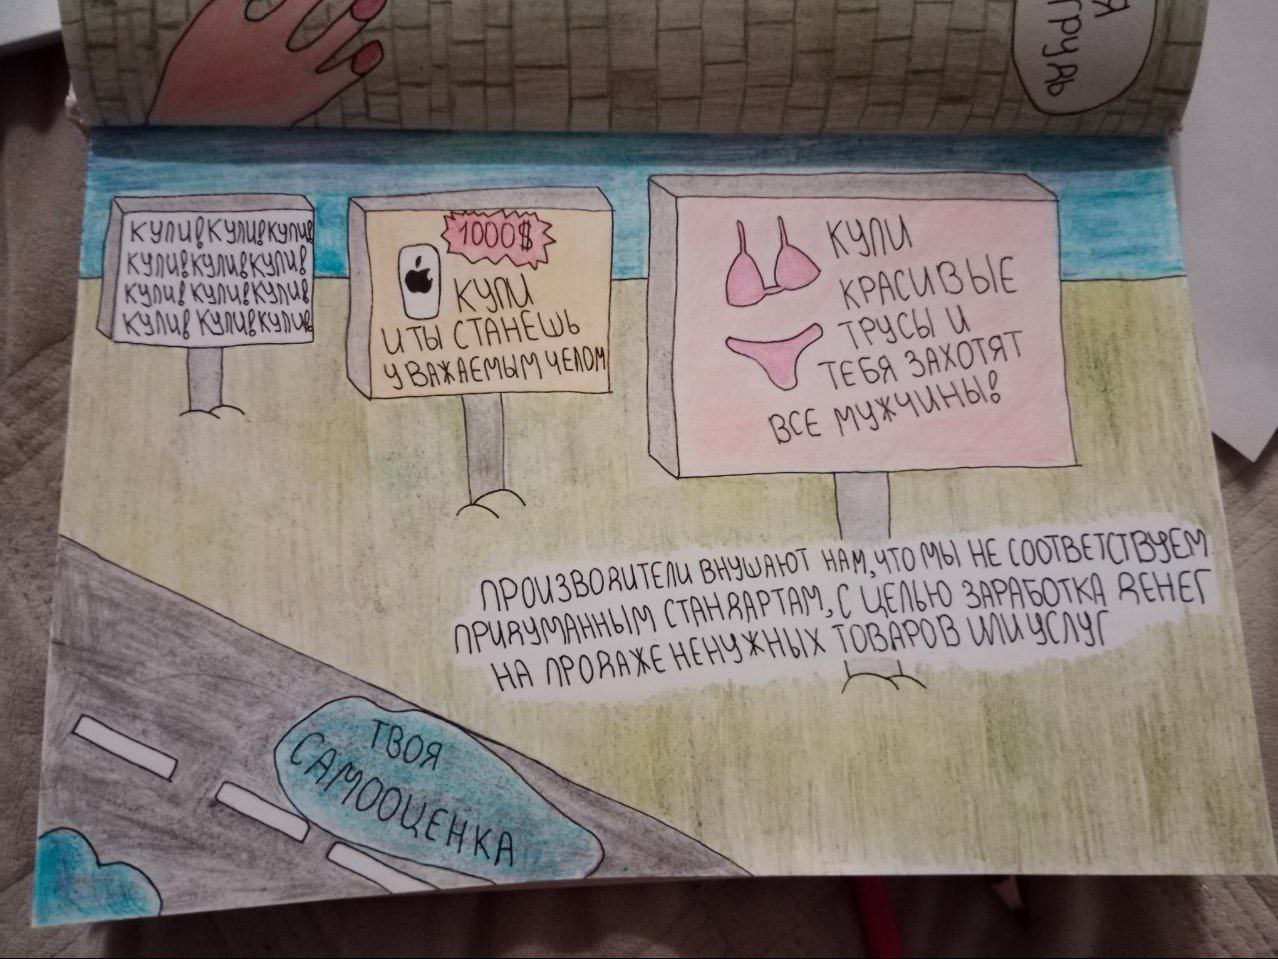 Я
ГРУДЬ
КУПИ! КУПИ! КУПИ!
КУПИ! КУПИ! КУПИ!
КУПИ! КУПИ! КУПИ!
КУПИ! КУПИ! КУПИ!
1000$
КУПИ
И ТЫ СТАНЕШЬ
УВАЖАЕМЫМ ЧЕЛОМ
КУПИ
КРАСИВЫЕ
ТРУСЫ И
ТЕБЯ ЗАХОТЯТ
ВСЕ МУЖЧИНЫ!
ПРОИЗВОДИТЕЛИ ВНУШАЮТ НАМ, ЧТО МЫ НЕ СООТВЕТСТВУЕМ
ПРИДУМАННЫМ СТАНДАРТАМ, С ЦЕЛЬЮ ЗАРАБОТКА ДЕНЕГ
НА ПРОДАЖЕ НЕНУЖНЫХ ТОВАРОВ ИЛИ УСЛУГ
ТВОЯ
САМООЦЕНКА